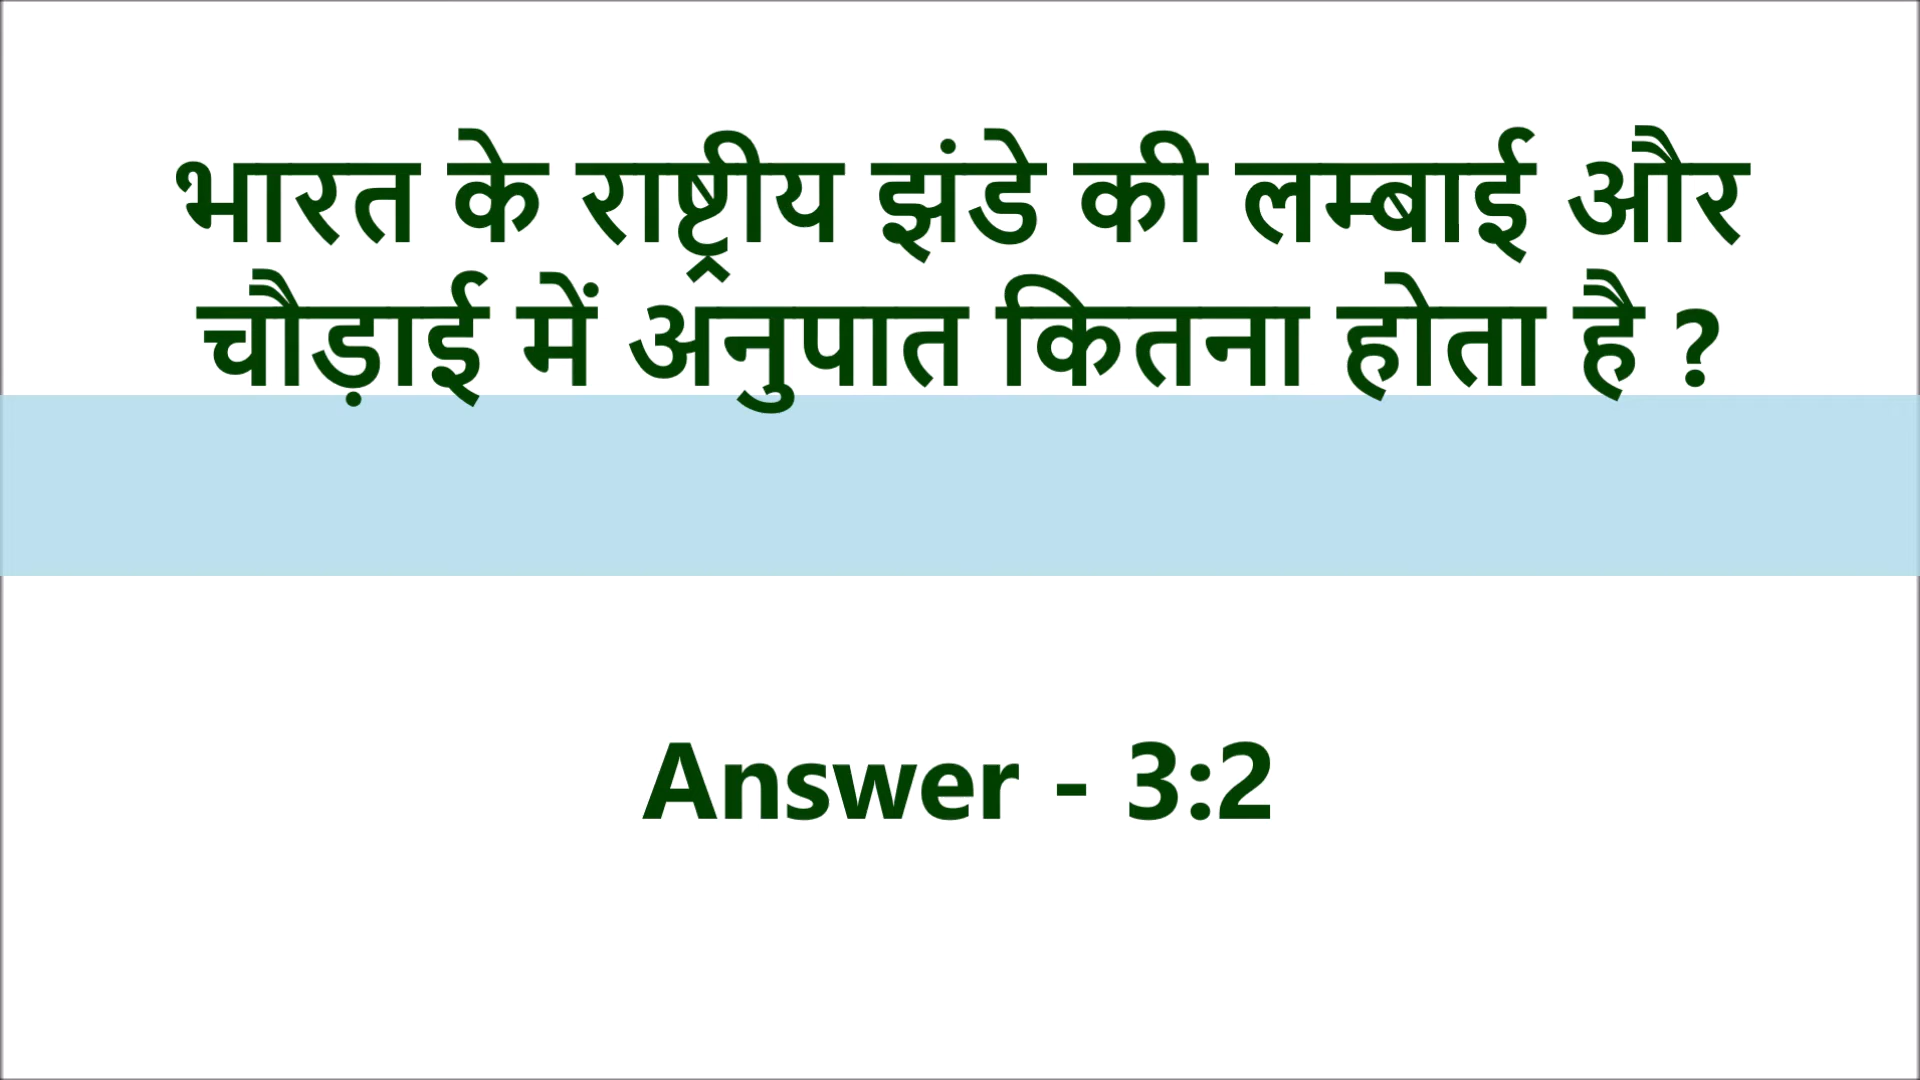 भारत के राष्ट्रीय झंडे की लम्बाई और
चौड़ाई में अनुपात कितना होता है ?
Answer - 3:2